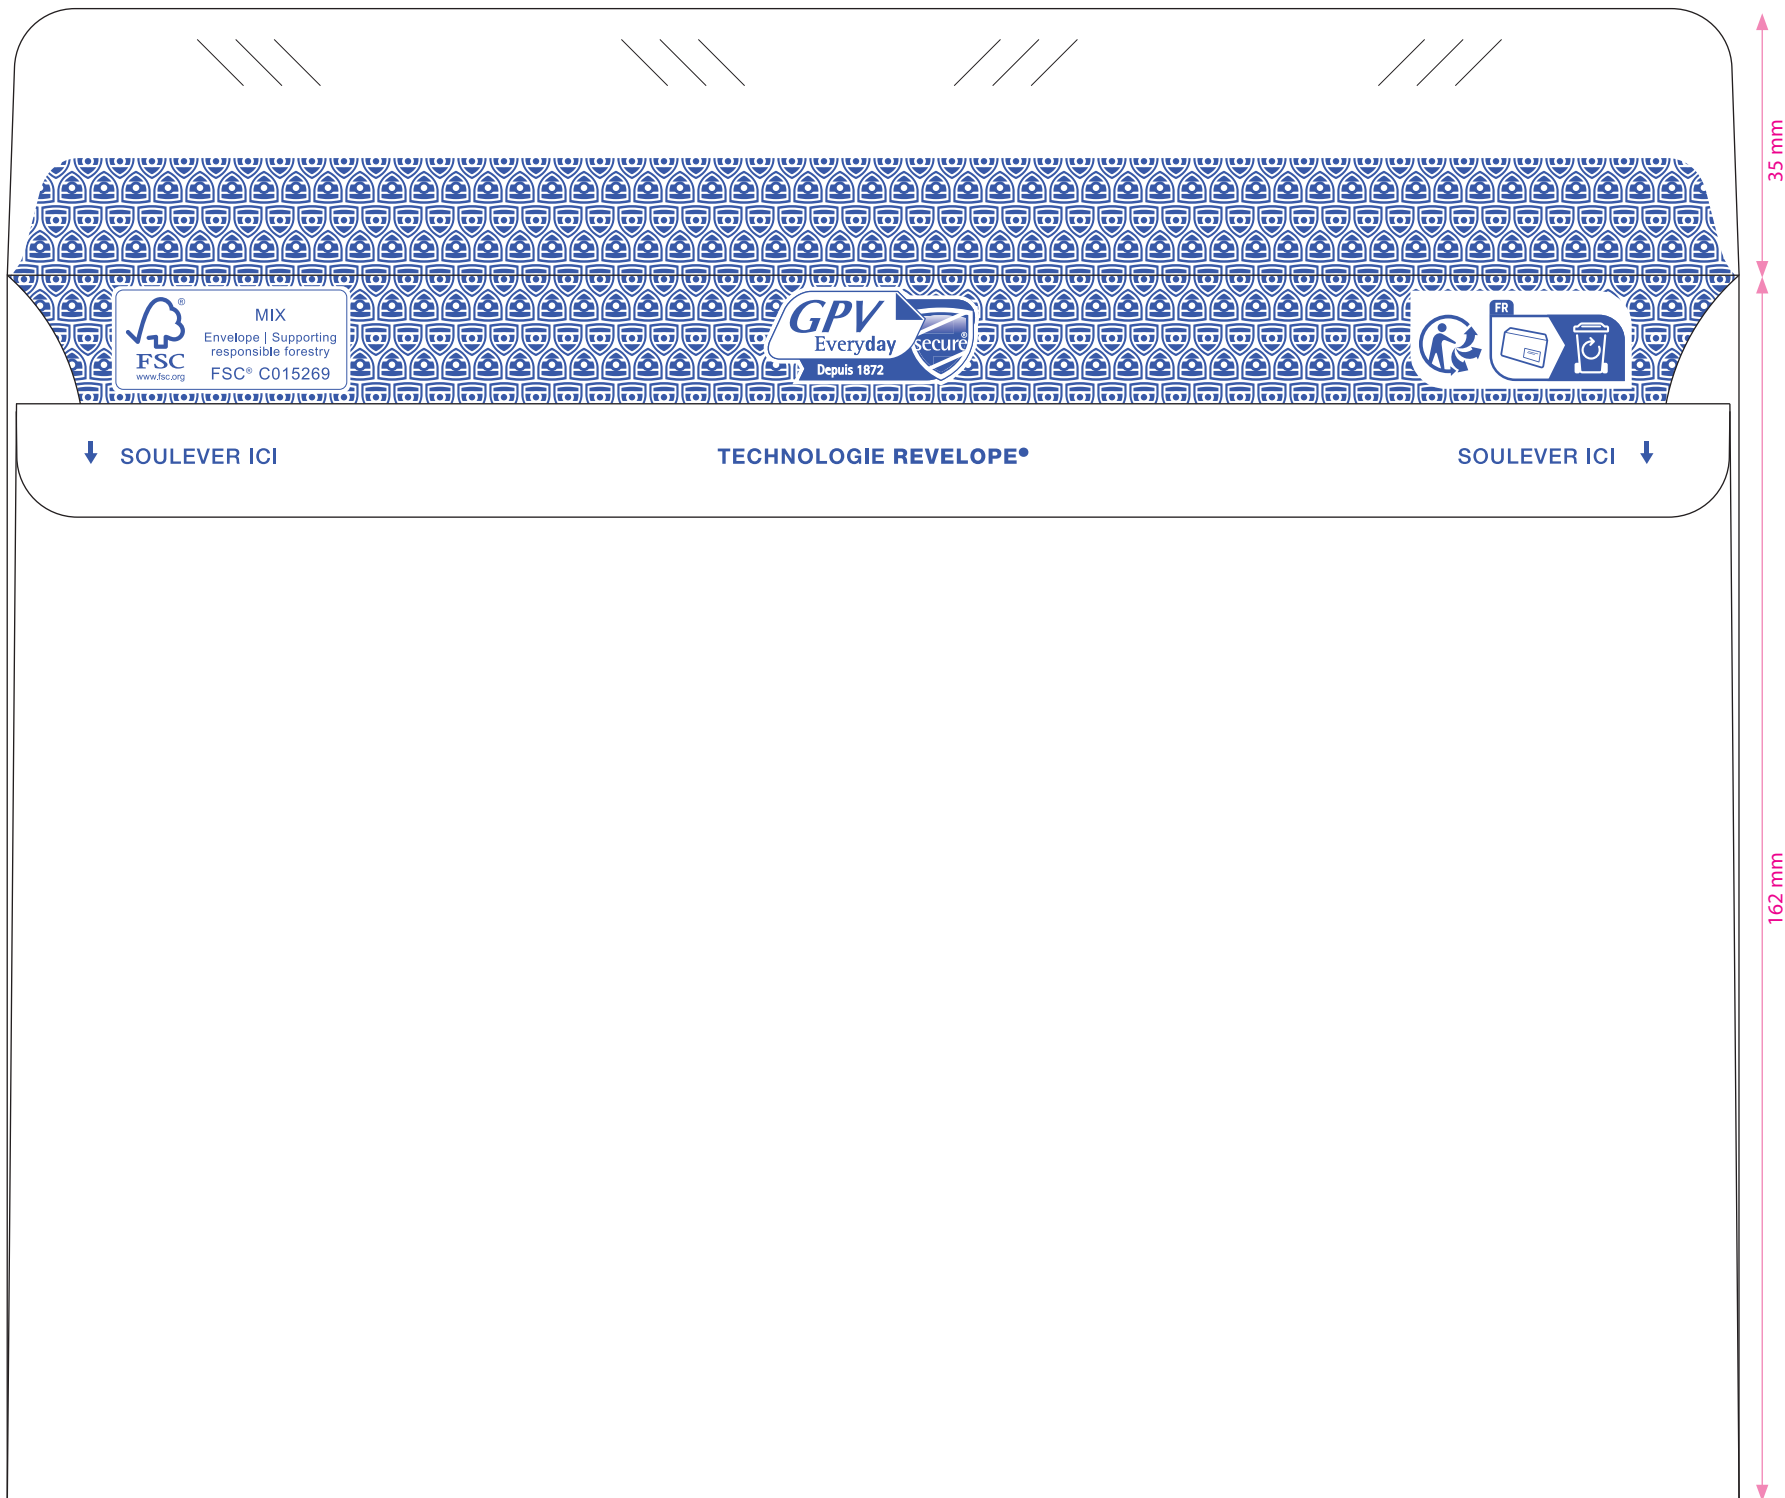 35 mm
®
FSC
www.fsc.org
MIX
Envelope | Supporting
responsible forestry
FSC® C015269
GPV
Everyday
secure®
Depuis 1872
FR
SOULEVER ICI
TECHNOLOGIE REVELOPE®
SOULEVER ICI
162 mm